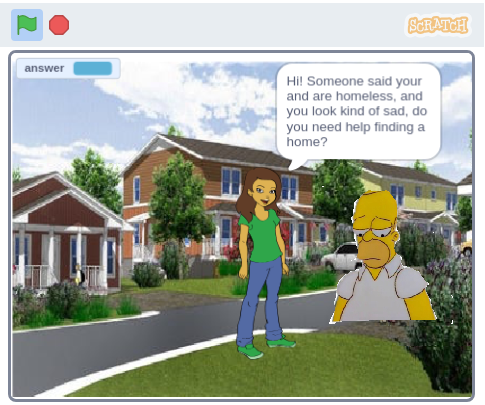 SCRATCH
answer
Hi! Someone said your
and are homeless, and
you look kind of sad, do
you need help finding a
home?